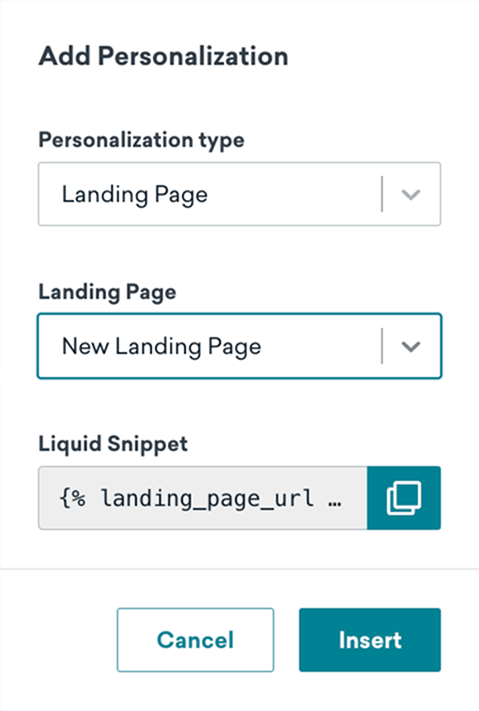 Add Personalization
Personalization type
Landing Page
Landing Page
New Landing Page
Liquid Snippet
{% landing_page_url …
Cancel
Insert